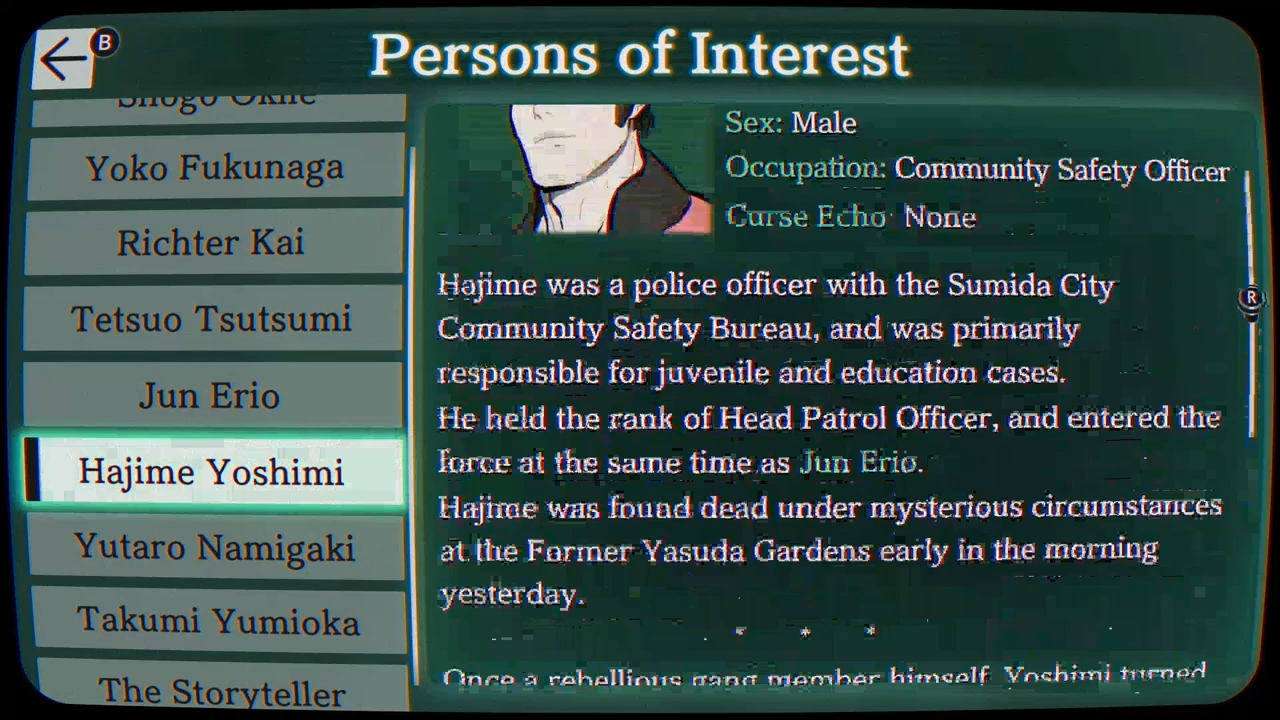 B
Persons of Interest
Shogo Okiie
Yoko Fukunaga
Richter Kai
Tetsuo Tsutsumi
Jun Erio
Hajime Yoshimi
Yutaro Namigaki
Takumi Yumioka
The Storyteller
Sex: Male
Occupation: Community Safety Officer
Curse Echo: None
R
Hajime was a police officer with the Sumida City
Community Safety Bureau, and was primarily
responsible for juvenile and education cases.
He held the rank of Head Patrol Officer, and entered the
force at the same time as Jun Erio.
Hajime was found dead under mysterious circumstances
at the Former Yasuda Gardens early in the morning
yesterday.
* * *
Once a rebellious gang member himself, Yoshimi turned